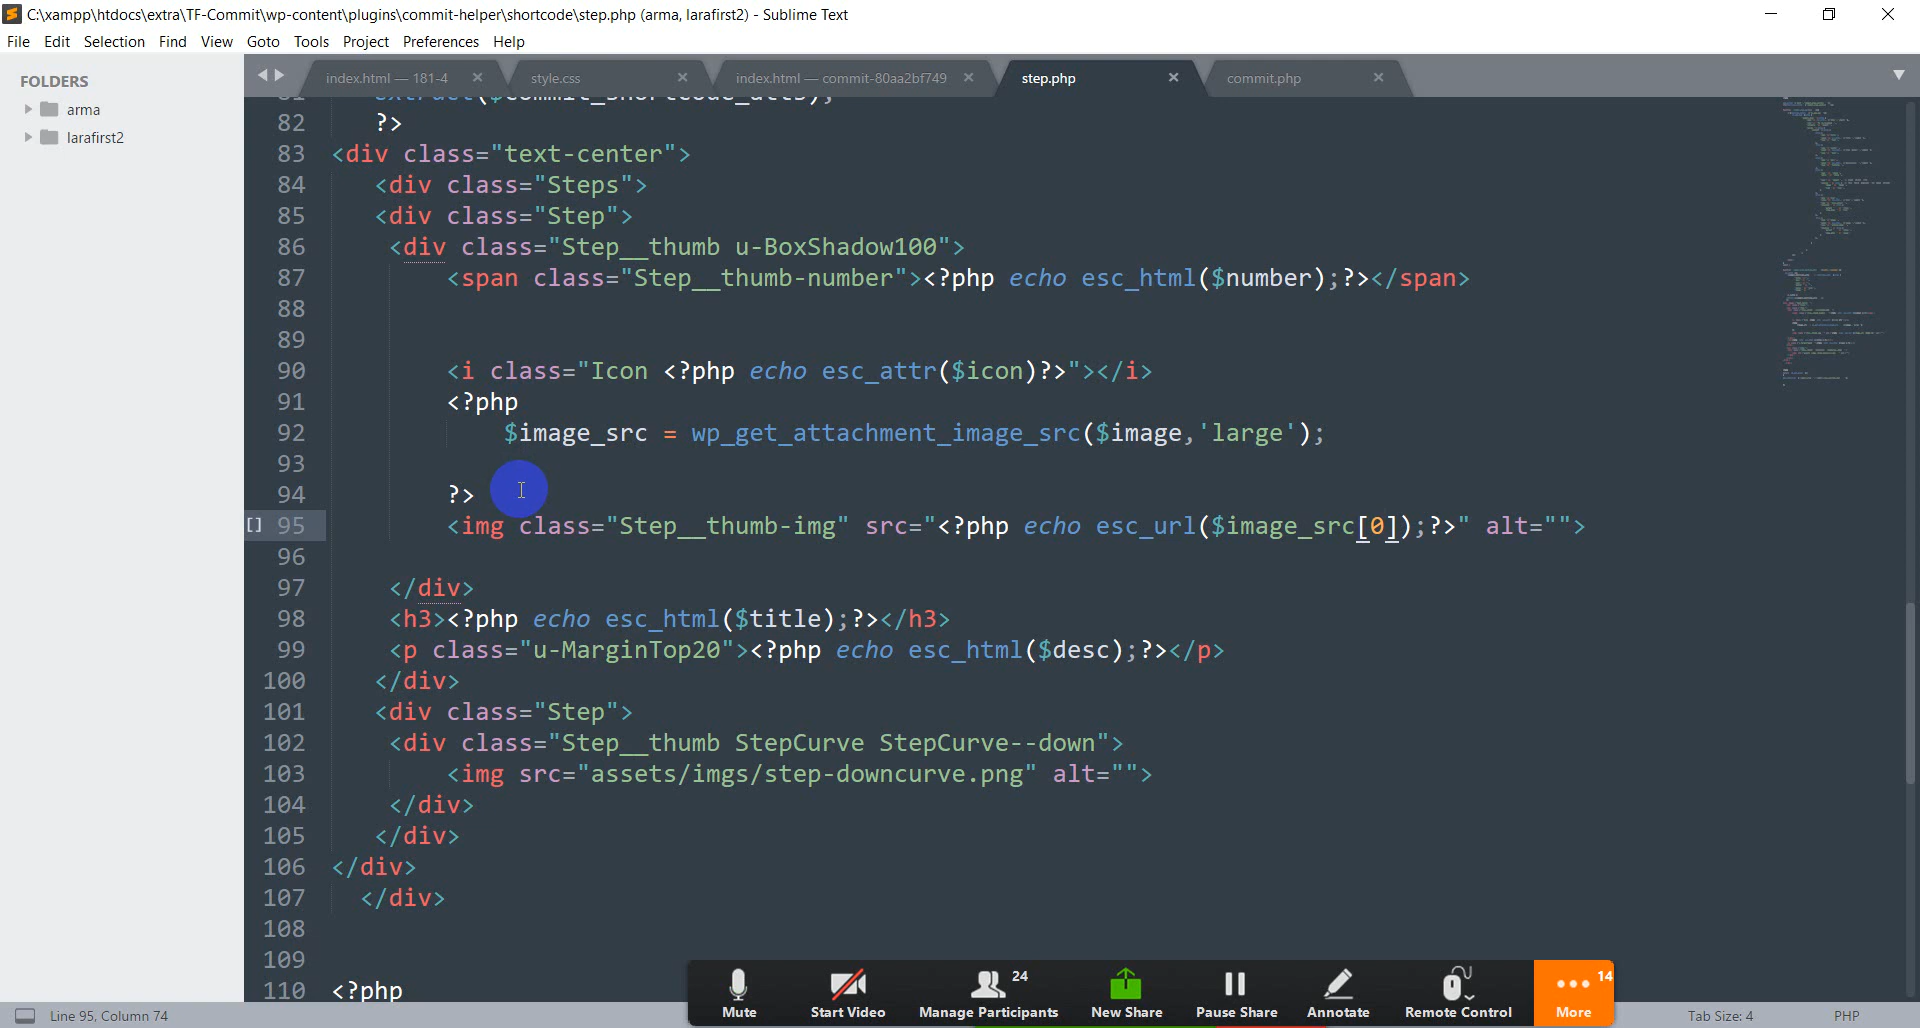 C:\xampp\htdocs\extra\TF-Commit\wp-content\plugins\commit-helper\shortcode\step.php (arma, larafirst2) - Sublime Text
File Edit Selection Find View Goto Tools Project Preferences Help
FOLDERS
arma
larafirst2
index.html — 181-4
style.css
index.html — commit-80aa2bf749
step.php
commit.php
82 ?>
83 <div class="text-center">
84 <div class="Steps">
85 <div class="Step">
86 <div class="Step__thumb u-BoxShadow100">
87 <span class="Step__thumb-number"><?php echo esc_html($number);?></span>
88
89
90 <i class="Icon <?php echo esc_attr($icon)?>"></i>
91 <?php
92 $image_src = wp_get_attachment_image_src($image,'large');
93
94 ?>
[] 95 <img class="Step__thumb-img" src="<?php echo esc_url($image_src[0]);?>" alt="">
96
97 </div>
98 <h3><?php echo esc_html($title);?></h3>
99 <p class="u-MarginTop20"><?php echo esc_html($desc);?></p>
100 </div>
101 <div class="Step">
102 <div class="Step__thumb StepCurve StepCurve--down">
103 <img src="assets/imgs/step-downcurve.png" alt="">
104 </div>
105 </div>
106 </div>
107 </div>
108
109
110 <?php
Mute
Start Video
24
Manage Participants
New Share
Pause Share
Annotate
Remote Control
14
More
Line 95, Column 74
Tab Size: 4
PHP